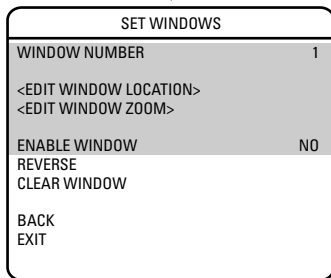 SET WINDOWS
WINDOW NUMBER 1
<EDIT WINDOW LOCATION>
<EDIT WINDOW ZOOM>
ENABLE WINDOW NO
REVERSE
CLEAR WINDOW
BACK
EXIT